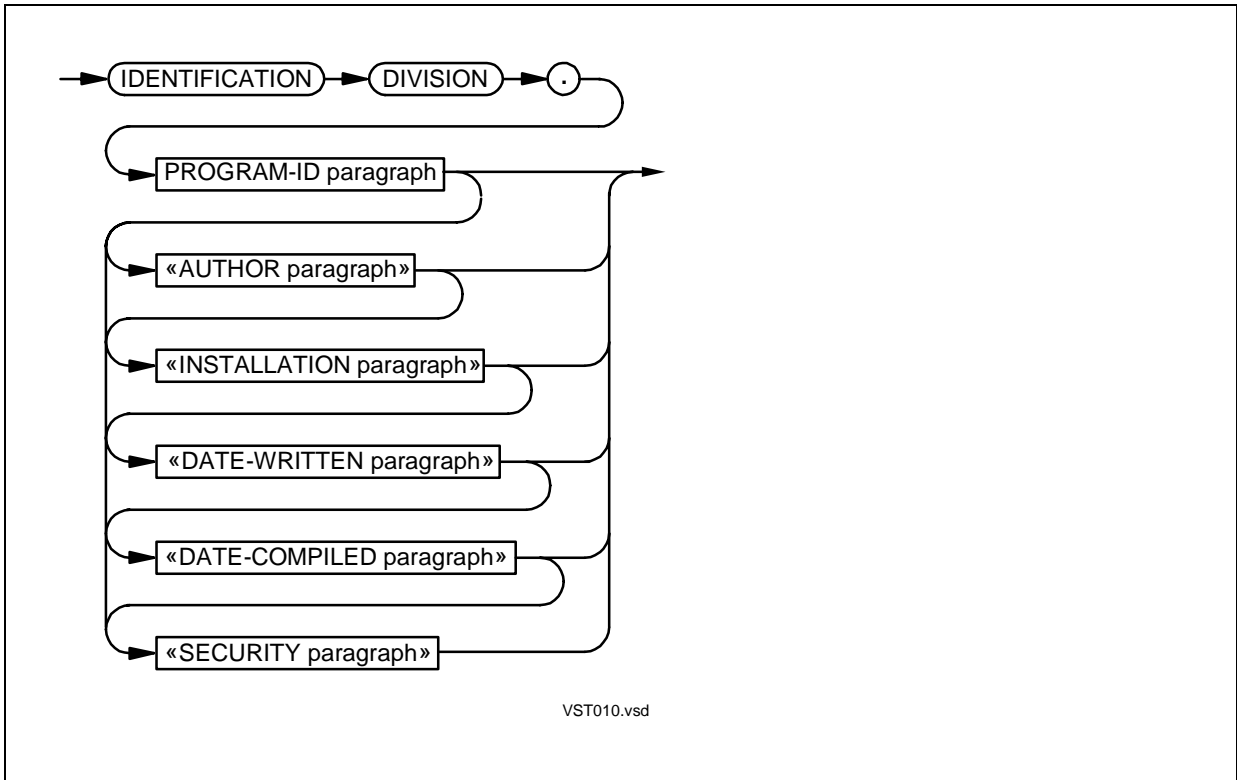 IDENTIFICATION DIVISION .
PROGRAM-ID paragraph
«AUTHOR paragraph»
«INSTALLATION paragraph»
«DATE-WRITTEN paragraph»
«DATE-COMPILED paragraph»
«SECURITY paragraph»
VST010.vsd